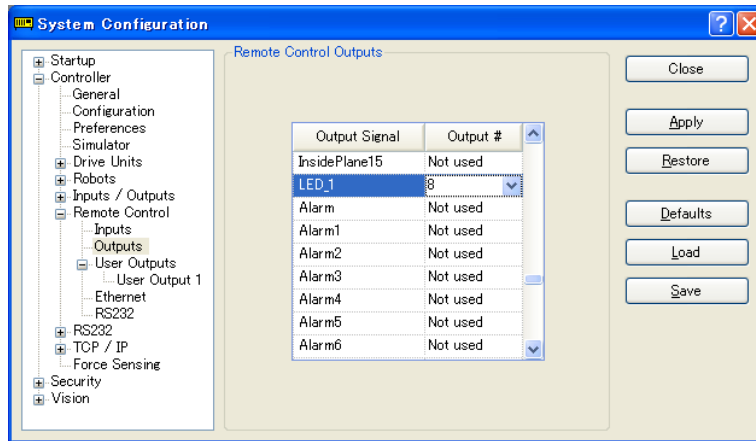 System Configuration
Startup
Controller
General
Configuration
Preferences
Simulator
Drive Units
Robots
Inputs / Outputs
Remote Control
Inputs
Outputs
User Outputs
User Output 1
Ethernet
RS232
RS232
TCP / IP
Force Sensing
Security
Vision
Remote Control Outputs
Output Signal Output #
InsidePlane15 Not used
LED_1 8
Alarm Not used
Alarm1 Not used
Alarm2 Not used
Alarm3 Not used
Alarm4 Not used
Alarm5 Not used
Alarm6 Not used
Close
Apply
Restore
Defaults
Load
Save